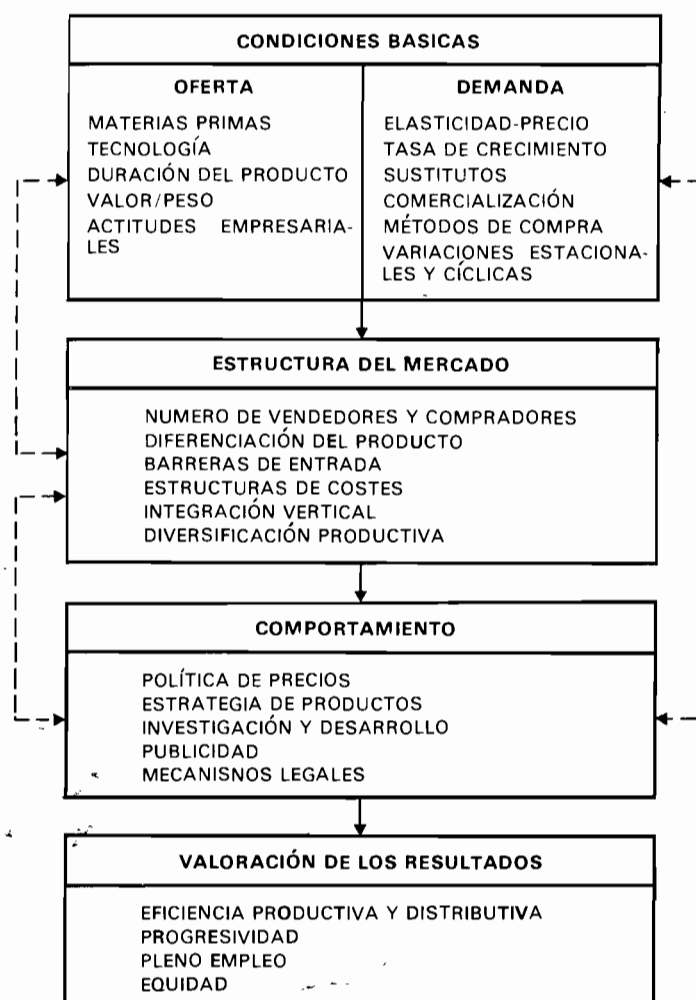 CONDICIONES BASICAS
OFERTA
MATERIAS PRIMAS
TECNOLOGÍA
DURACIÓN DEL PRODUCTO
VALOR/PESO
ACTITUDES EMPRESARIA-
LES
DEMANDA
ELASTICIDAD-PRECIO
TASA DE CRECIMIENTO
SUSTITUTOS
COMERCIALIZACIÓN
MÉTODOS DE COMPRA
VARIACIONES ESTACIONA-
LES Y CÍCLICAS
ESTRUCTURA DEL MERCADO
NUMERO DE VENDEDORES Y COMPRADORES
DIFERENCIACIÓN DEL PRODUCTO
BARRERAS DE ENTRADA
ESTRUCTURAS DE COSTES
INTEGRACIÓN VERTICAL
DIVERSIFICACIÓN PRODUCTIVA
COMPORTAMIENTO
POLÍTICA DE PRECIOS
ESTRATEGIA DE PRODUCTOS
INVESTIGACIÓN Y DESARROLLO
PUBLICIDAD
MECANISNOS LEGALES
VALORACIÓN DE LOS RESULTADOS
EFICIENCIA PRODUCTIVA Y DISTRIBUTIVA
PROGRESIVIDAD
PLENO EMPLEO
EQUIDAD